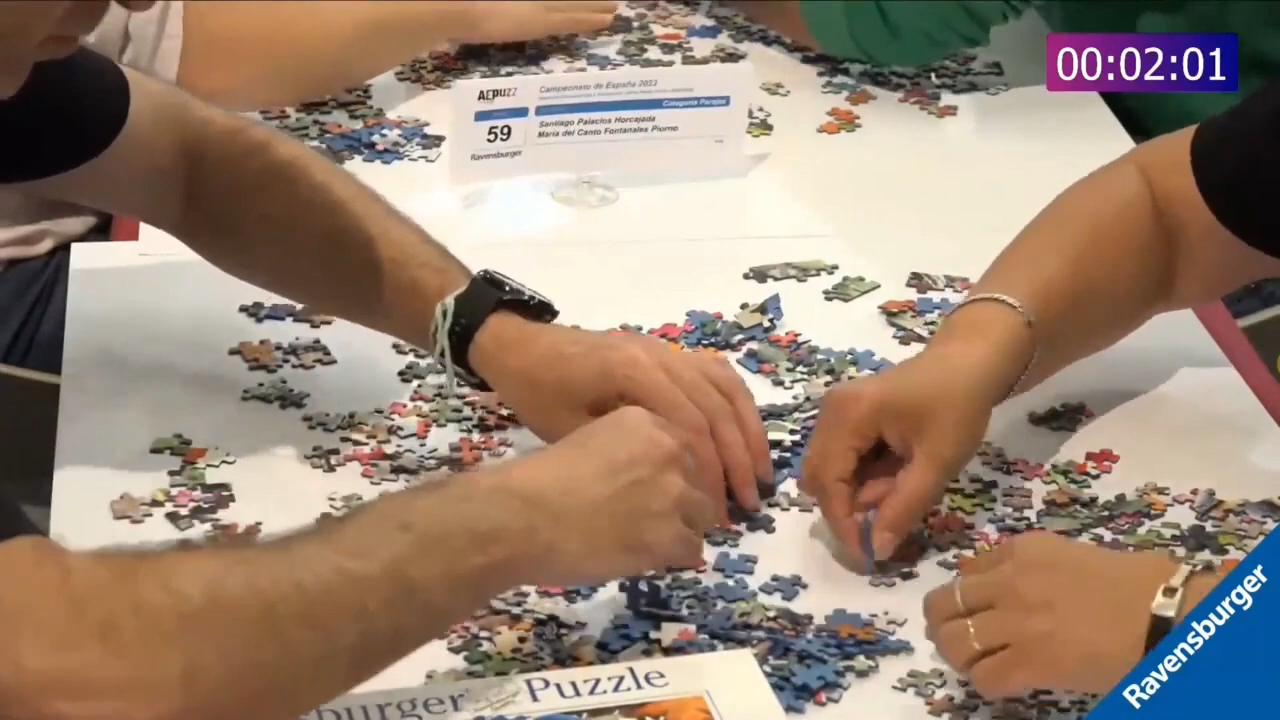 00:02:01
AEpuzz
Campeonato de España 2023
Categoría Parejas
59
Santiago Palacios Horcajada
María del Canto Fontanales Piorno
Ravensburger
burger Puzzle
Ravensburger